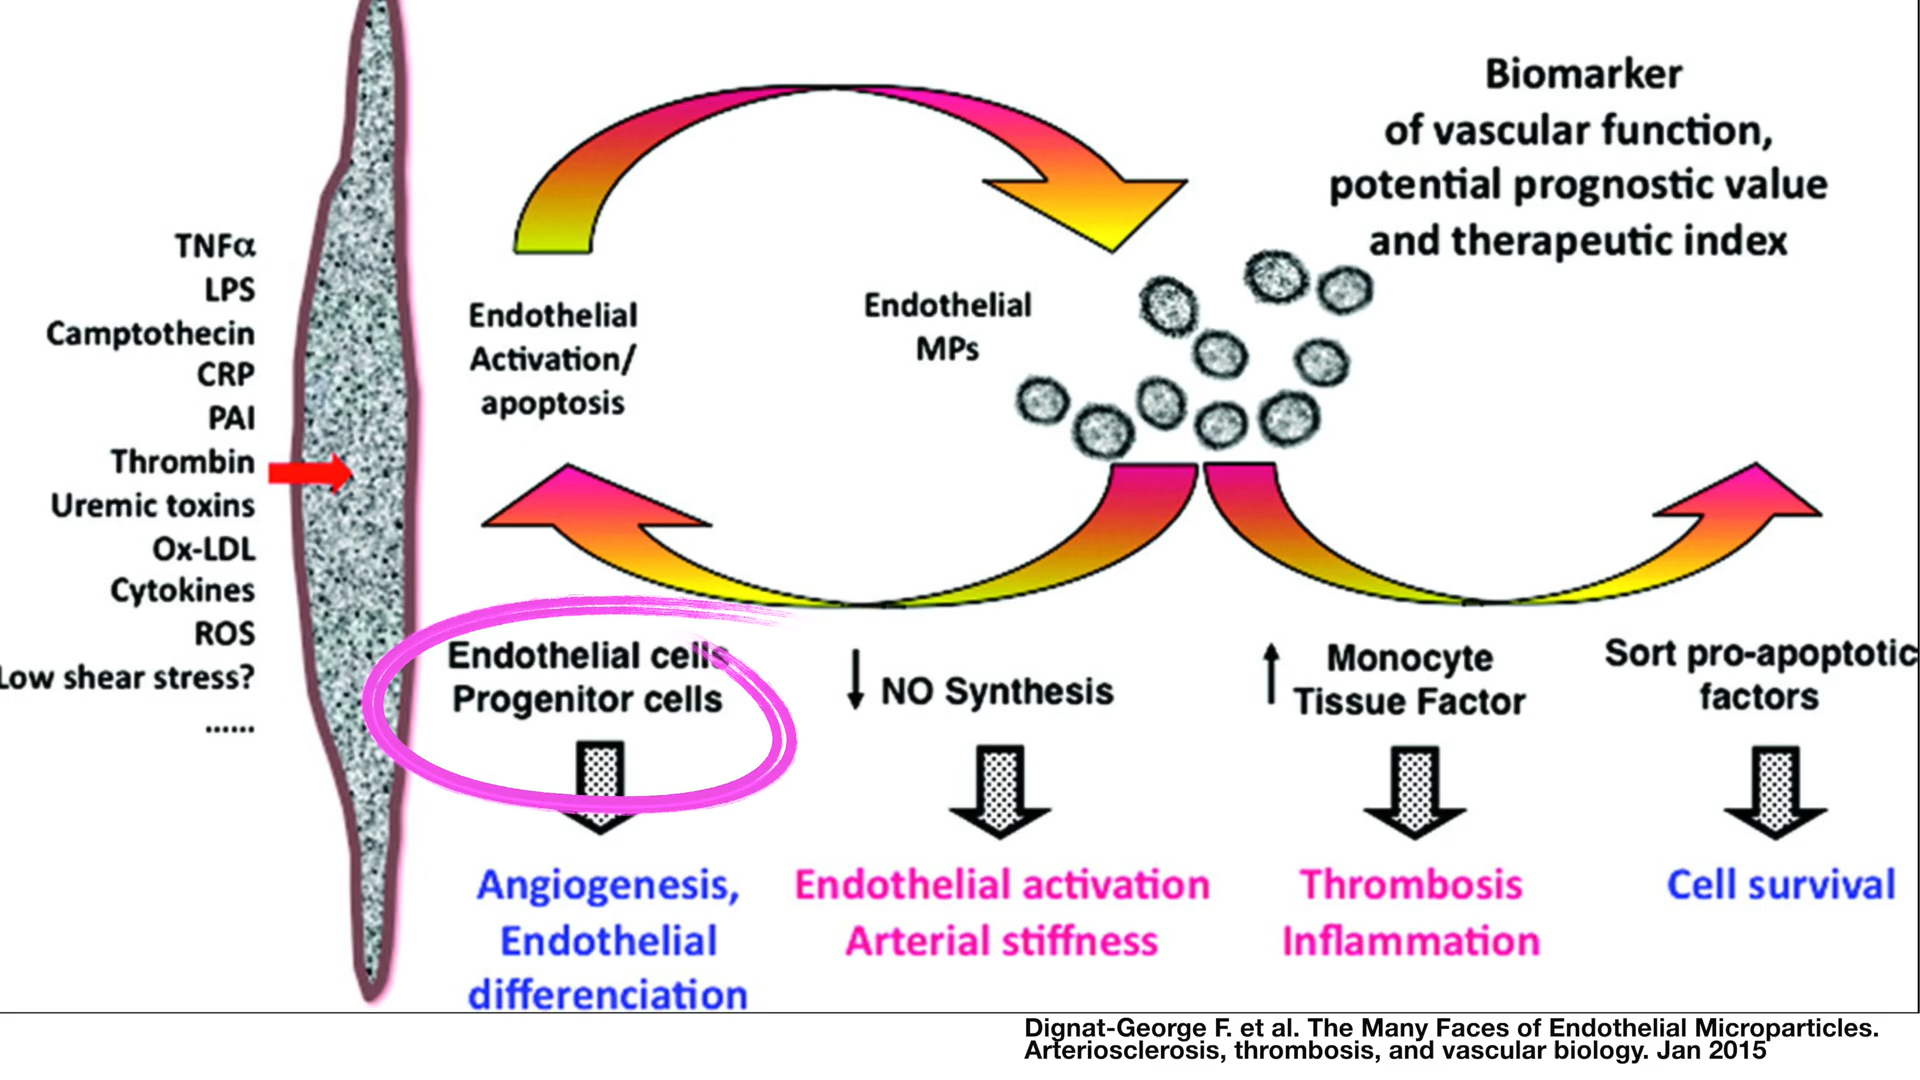 Biomarker
of vascular function,
potential prognostic value
and therapeutic index
TNFα
LPS
Camptothecin
CRP
PAI
Thrombin
Uremic toxins
Ox-LDL
Cytokines
ROS
Low shear stress?
......
Endothelial
Activation/
apoptosis
Endothelial
MPs
Endothelial cells
Progenitor cells
NO Synthesis
Monocyte
Tissue Factor
Sort pro-apoptotic
factors
Angiogenesis,
Endothelial
differenciation
Endothelial activation
Arterial stiffness
Thrombosis
Inflammation
Cell survival
Dignat-George F. et al. The Many Faces of Endothelial Microparticles.
Arteriosclerosis, thrombosis, and vascular biology. Jan 2015